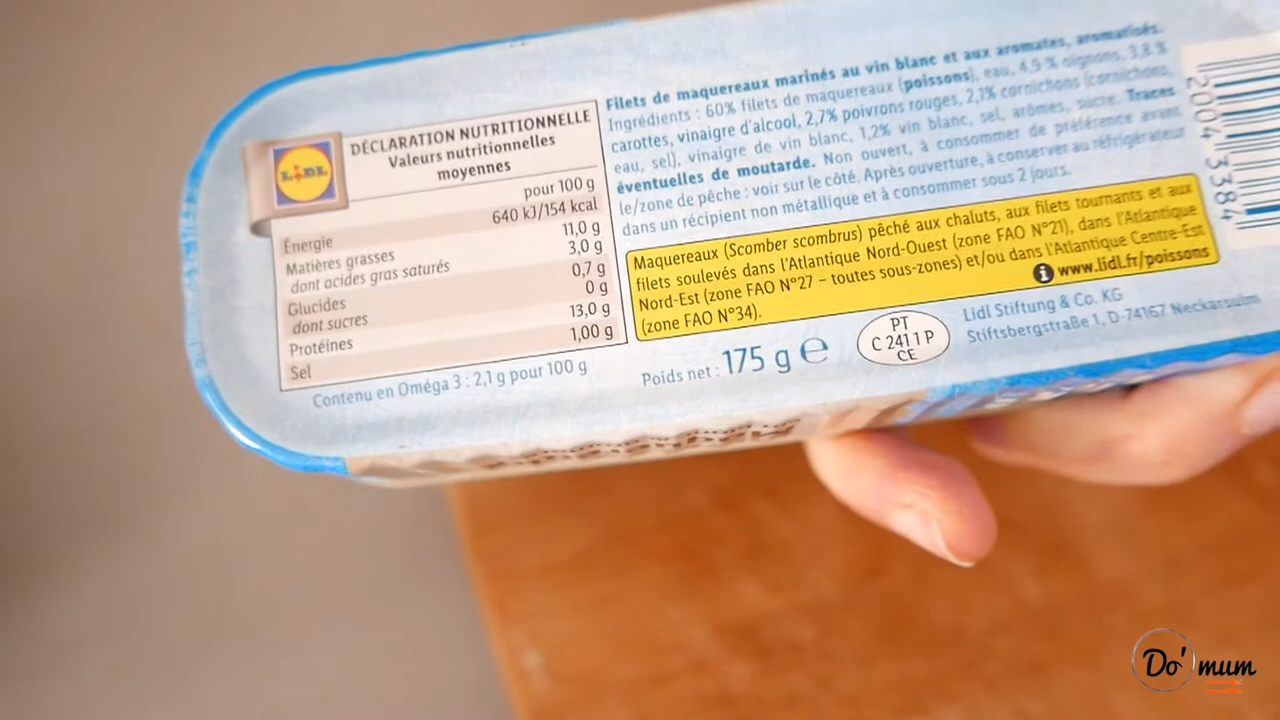 LIDL
DÉCLARATION NUTRITIONNELLE
Valeurs nutritionnelles
moyennes
pour 100 g
Énergie 640 kJ/154 kcal
Matières grasses 11,0 g
dont acides gras saturés 3,0 g
Glucides 0,7 g
dont sucres 0 g
Protéines 13,0 g
Sel 1,00 g
Contenu en Oméga 3 : 2,1 g pour 100 g
Filets de maquereaux marinés au vin blanc et aux aromates, aromatisés.
Ingrédients : 60% filets de maquereaux (poissons), eau, 4,9 % oignons, 3,8 %
carottes, vinaigre d'alcool, 2,7% poivrons rouges, 2,1% cornichons (cornichons,
eau, sel), vinaigre de vin blanc, 1,2% vin blanc, sel, arômes, sucre. Traces
éventuelles de moutarde. Non ouvert, à consommer de préférence avant
le/zone de pêche : voir sur le côté. Après ouverture, à conserver au réfrigérateur
dans un récipient non métallique et à consommer sous 2 jours.
Maquereaux (Scomber scombrus) pêché aux chaluts, aux filets tournants et aux
filets soulevés dans l'Atlantique Nord-Ouest (zone FAO N°21), dans l'Atlantique
Nord-Est (zone FAO N°27 – toutes sous-zones) et/ou dans l'Atlantique Centre-Est
(zone FAO N°34).
i www.lidl.fr/poissons
Poids net : 175 g ℮
PT
C 2411 P
CE
Lidl Stiftung & Co. KG
Stiftsbergstraße 1, D-74167 Neckarsulm
2004 3384
Do' mum